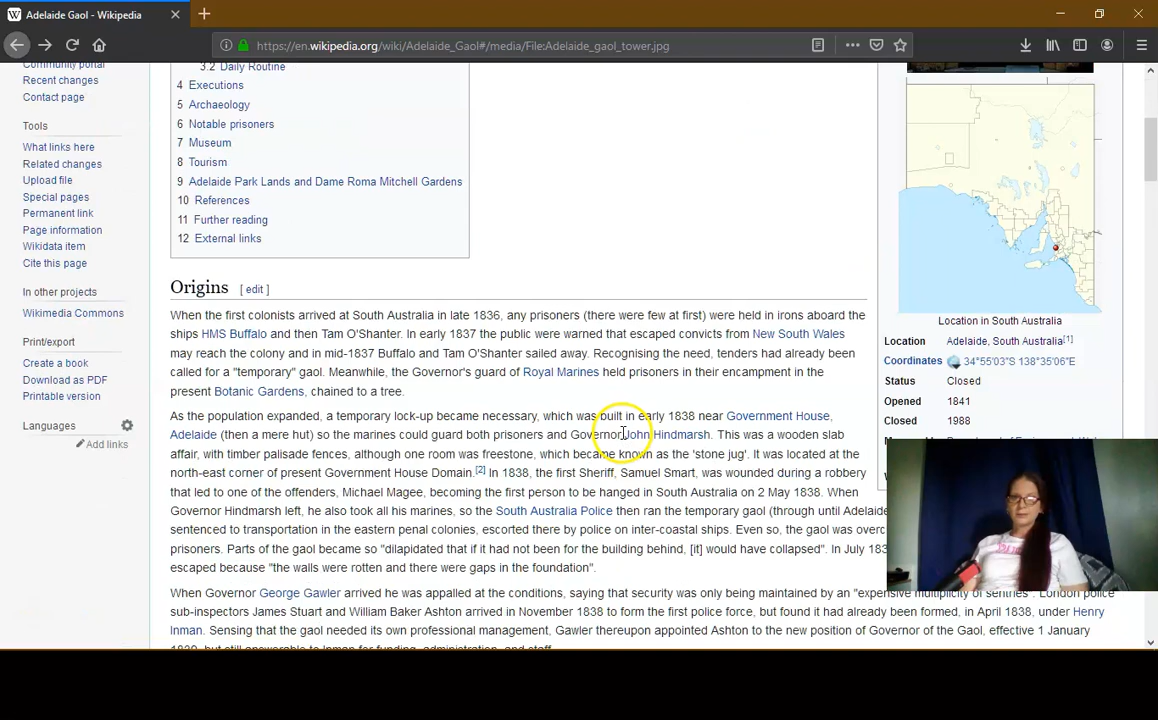 Adelaide Gaol - Wikipedia
https://en.wikipedia.org/wiki/Adelaide_Gaol#/media/File:Adelaide_gaol_tower.jpg
Community portal
Recent changes
Contact page
Tools
What links here
Related changes
Upload file
Special pages
Permanent link
Page information
Wikidata item
Cite this page
In other projects
Wikimedia Commons
Print/export
Create a book
Download as PDF
Printable version
Languages
Add links
3.2 Daily Routine
4 Executions
5 Archaeology
6 Notable prisoners
7 Museum
8 Tourism
9 Adelaide Park Lands and Dame Roma Mitchell Gardens
10 References
11 Further reading
12 External links
Origins [ edit ]
When the first colonists arrived at South Australia in late 1836, any prisoners (there were few at first) were held in irons aboard the
ships HMS Buffalo and then Tam O'Shanter. In early 1837 the public were warned that escaped convicts from New South Wales
may reach the colony and in mid-1837 Buffalo and Tam O'Shanter sailed away. Recognising the need, tenders had already been
called for a "temporary" gaol. Meanwhile, the Governor's guard of Royal Marines held prisoners in their encampment in the
present Botanic Gardens, chained to a tree.
As the population expanded, a temporary lock-up became necessary, which was built in early 1838 near Government House,
Adelaide (then a mere hut) so the marines could guard both prisoners and Governor John Hindmarsh. This was a wooden slab
affair, with timber palisade fences, although one room was freestone, which became known as the 'stone jug'. It was located at the
north-east corner of present Government House Domain.[2] In 1838, the first Sheriff, Samuel Smart, was wounded during a robbery
that led to one of the offenders, Michael Magee, becoming the first person to be hanged in South Australia on 2 May 1838. When
Governor Hindmarsh left, he also took all his marines, so the South Australia Police then ran the temporary gaol (through until Adelaide
sentenced to transportation in the eastern penal colonies, escorted there by police on inter-coastal ships. Even so, the gaol was
prisoners. Parts of the gaol became so "dilapidated that if it had not been for the building behind, [it] would have collapsed". In July
escaped because "the walls were rotten and there were gaps in the foundation".
When Governor George Gawler arrived he was appalled at the conditions, saying that security was only being maintained by an "expensive multiplicity of sentries". London police
sub-inspectors James Stuart and William Baker Ashton arrived in November 1838 to form the first police force, but found it had already been formed, in April 1838, under Henry
Inman. Sensing that the gaol needed its own professional management, Gawler thereupon appointed Ashton to the new position of Governor of the Gaol, effective 1 January
1839, but still answerable to Inman for funding, administration, and staff.
Location in South Australia
Location Adelaide, South Australia[1]
Coordinates 34°55′03″S 138°35′06″E
Status Closed
Opened 1841
Closed 1988